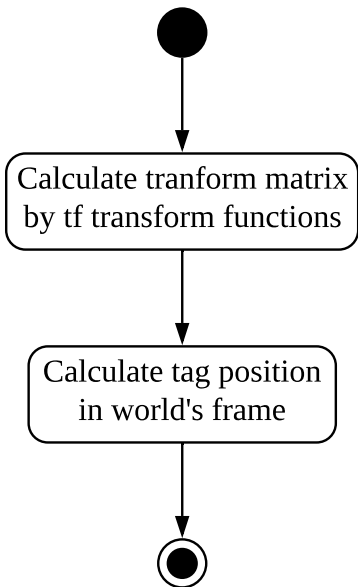 Calculate tranform matrix
by tf transform functions
Calculate tag position
in world's frame